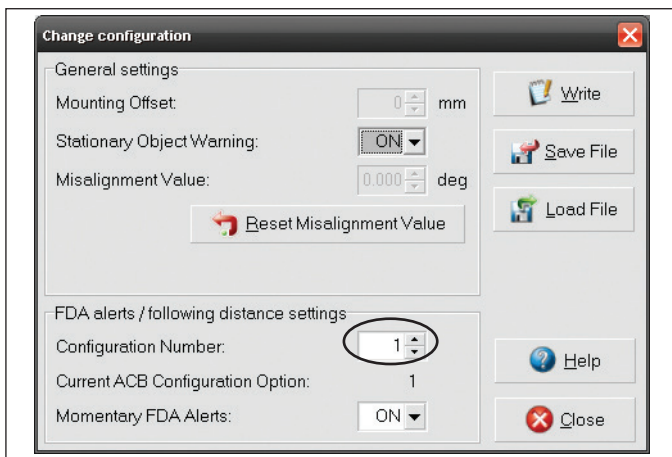 Change configuration
General settings
Mounting Offset: 0 mm
Stationary Object Warning: ON
Misalignment Value: 0.000 deg
Reset Misalignment Value
FDA alerts / following distance settings
Configuration Number: 1
Current ACB Configuration Option: 1
Momentary FDA Alerts: ON
Write
Save File
Load File
Help
Close